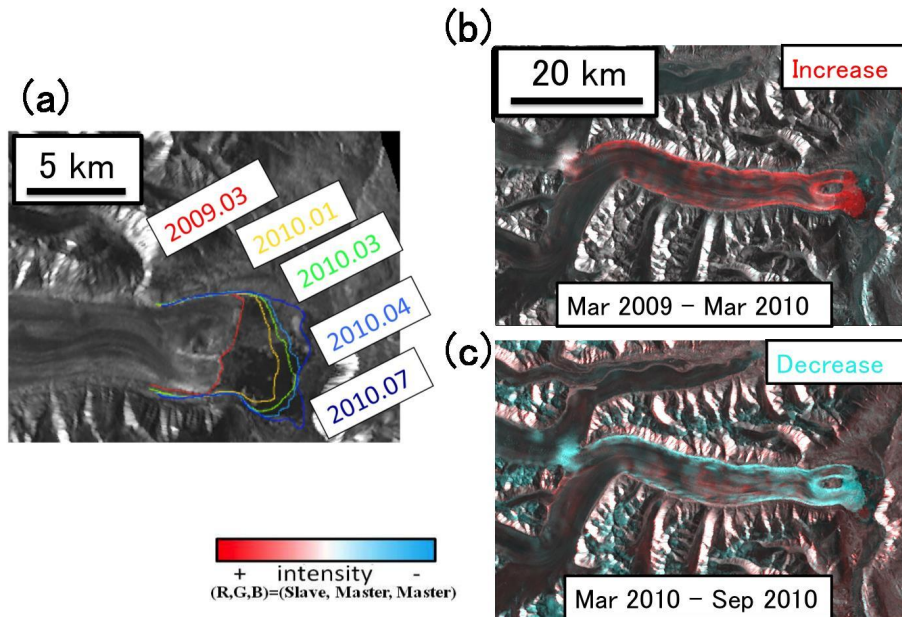 (a)
5 km
2009.03
2010.01
2010.03
2010.04
2010.07
+ intensity -
(R,G,B)=(Slave, Master, Master)
(b)
20 km
Increase
Mar 2009 – Mar 2010
(c)
Decrease
Mar 2010 – Sep 2010